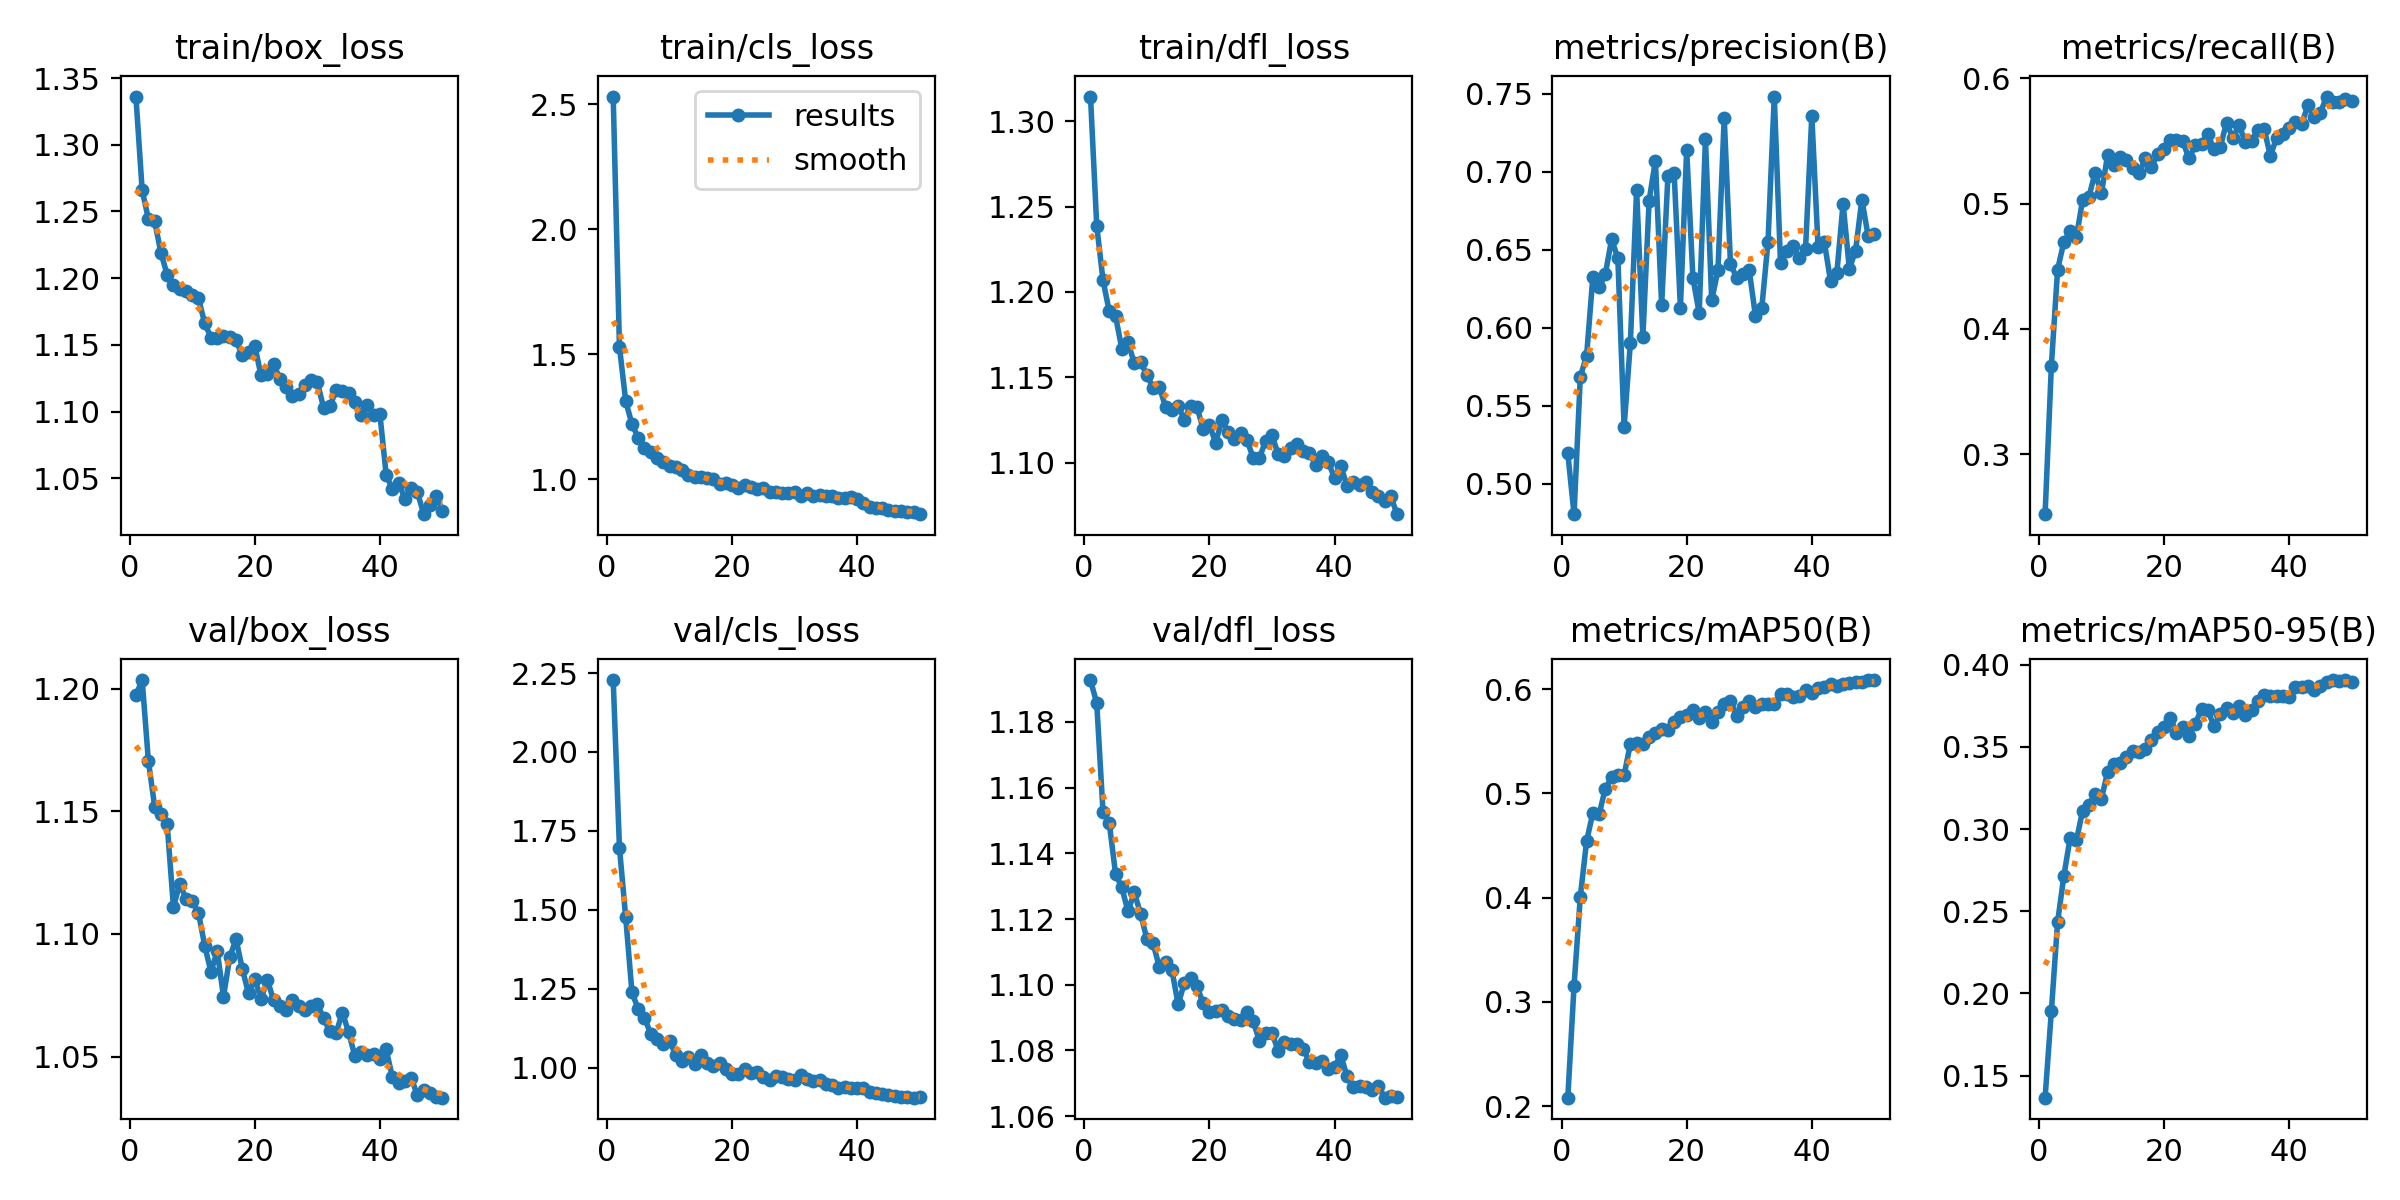 train/box_loss
1.35
1.30
1.25
1.20
1.15
1.10
1.05
0 20 40
train/cls_loss
results
smooth
2.5
2.0
1.5
1.0
0 20 40
train/dfl_loss
1.30
1.25
1.20
1.15
1.10
0 20 40
metrics/precision(B)
0.75
0.70
0.65
0.60
0.55
0.50
0 20 40
metrics/recall(B)
0.6
0.5
0.4
0.3
0 20 40
val/box_loss
1.20
1.15
1.10
1.05
0 20 40
val/cls_loss
2.25
2.00
1.75
1.50
1.25
1.00
0 20 40
val/dfl_loss
1.18
1.16
1.14
1.12
1.10
1.08
1.06
0 20 40
metrics/mAP50(B)
0.6
0.5
0.4
0.3
0.2
0 20 40
metrics/mAP50-95(B)
0.40
0.35
0.30
0.25
0.20
0.15
0 20 40